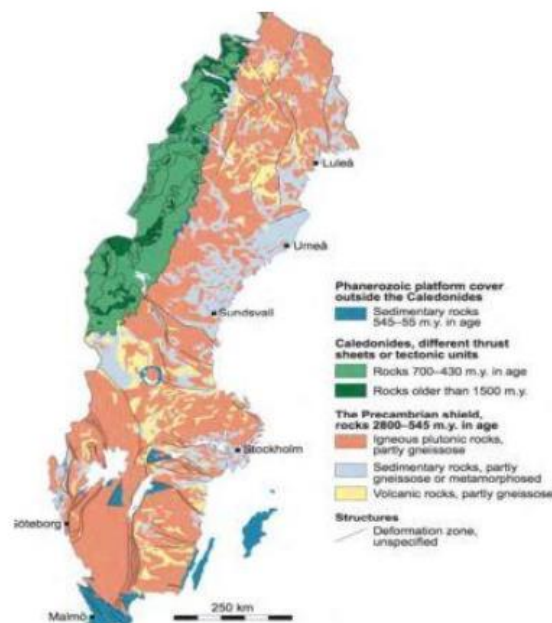 Luleå
Umeå
Sundsvall
Stockholm
Göteborg
Malmö
250 km
Phanerozoic platform cover
outside the Caledonides
Sedimentary rocks
545–55 m.y. in age
Caledonides, different thrust
sheets or tectonic units
Rocks 700–430 m.y. in age
Rocks older than 1500 m.y.
The Precambrian shield,
rocks 2800–545 m.y. in age
Igneous plutonic rocks,
partly gneissose
Sedimentary rocks, partly
gneissose or metamorphosed
Volcanic rocks, partly gneissose
Structures
Deformation zone,
unspecified